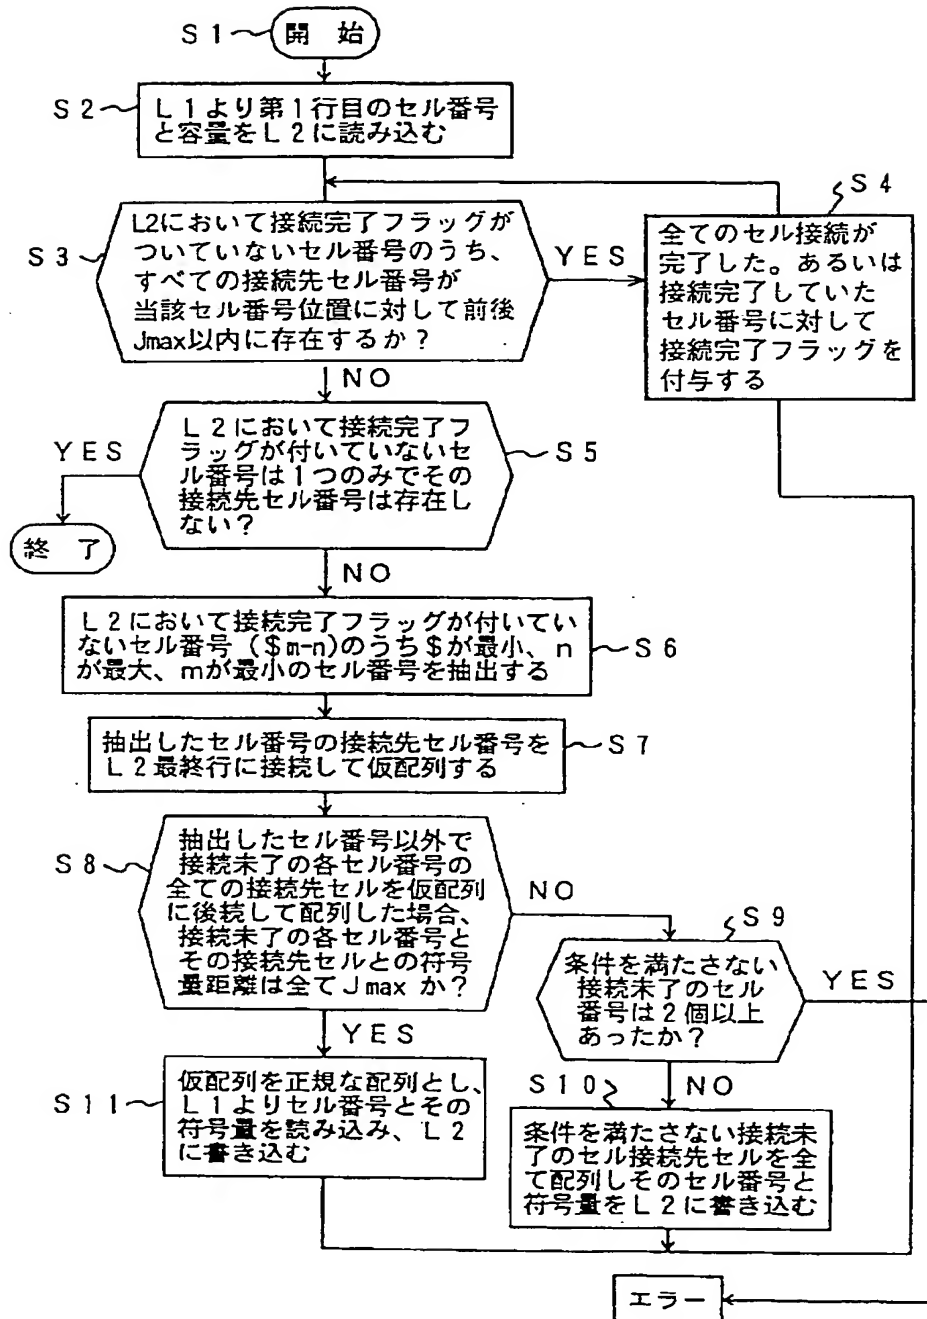 S1
開 始
S2
L1より第1行目のセル番号
と容量をL2に読み込む
S3
L2において接続完了フラッグが
ついていないセル番号のうち、
すべての接続先セル番号が
当該セル番号位置に対して前後
Jmax以内に存在するか？
YES
S4
全てのセル接続が
完了した。あるいは
接続完了していた
セル番号に対して
接続完了フラッグを
付与する
NO
YES
L2において接続完了フ
ラッグが付いていないセ
ル番号は1つのみでその
接続先セル番号は存在し
ない？
S5
終 了
NO
L2において接続完了フラッグが付いてい
ないセル番号（$m-n)のうち$が最小、n
が最大、mが最小のセル番号を抽出する
S6
抽出したセル番号の接続先セル番号を
L2最終行に接続して仮配列する
S7
S8
抽出したセル番号以外で
接続未了の各セル番号の
全ての接続先セルを仮配列
に後続して配列した場合、
接続未了の各セル番号と
その接続先セルとの符号
量距離は全てJmaxか？
NO
S9
条件を満たさない
接続未了のセル
番号は2個以上
あったか？
YES
YES
S11
仮配列を正規な配列とし、
L1よりセル番号とその
符号量を読み込み、L2
に書き込む
S10
NO
条件を満たさない接続未
了のセル接続先セルを全
て配列しそのセル番号と
符号量をL2に書き込む
エラー